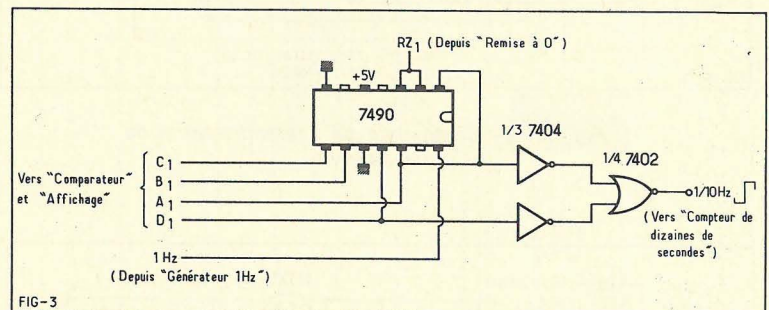 RZ1 (Depuis "Remise à 0")
+5V
7490
1/3 7404
1/4 7402
C1
B1
A1
D1
Vers "Comparateur"
et "Affichage"
1/10Hz
(Vers "Compteur de
dizaines de
secondes")
1 Hz
(Depuis "Générateur 1Hz")
FIG-3